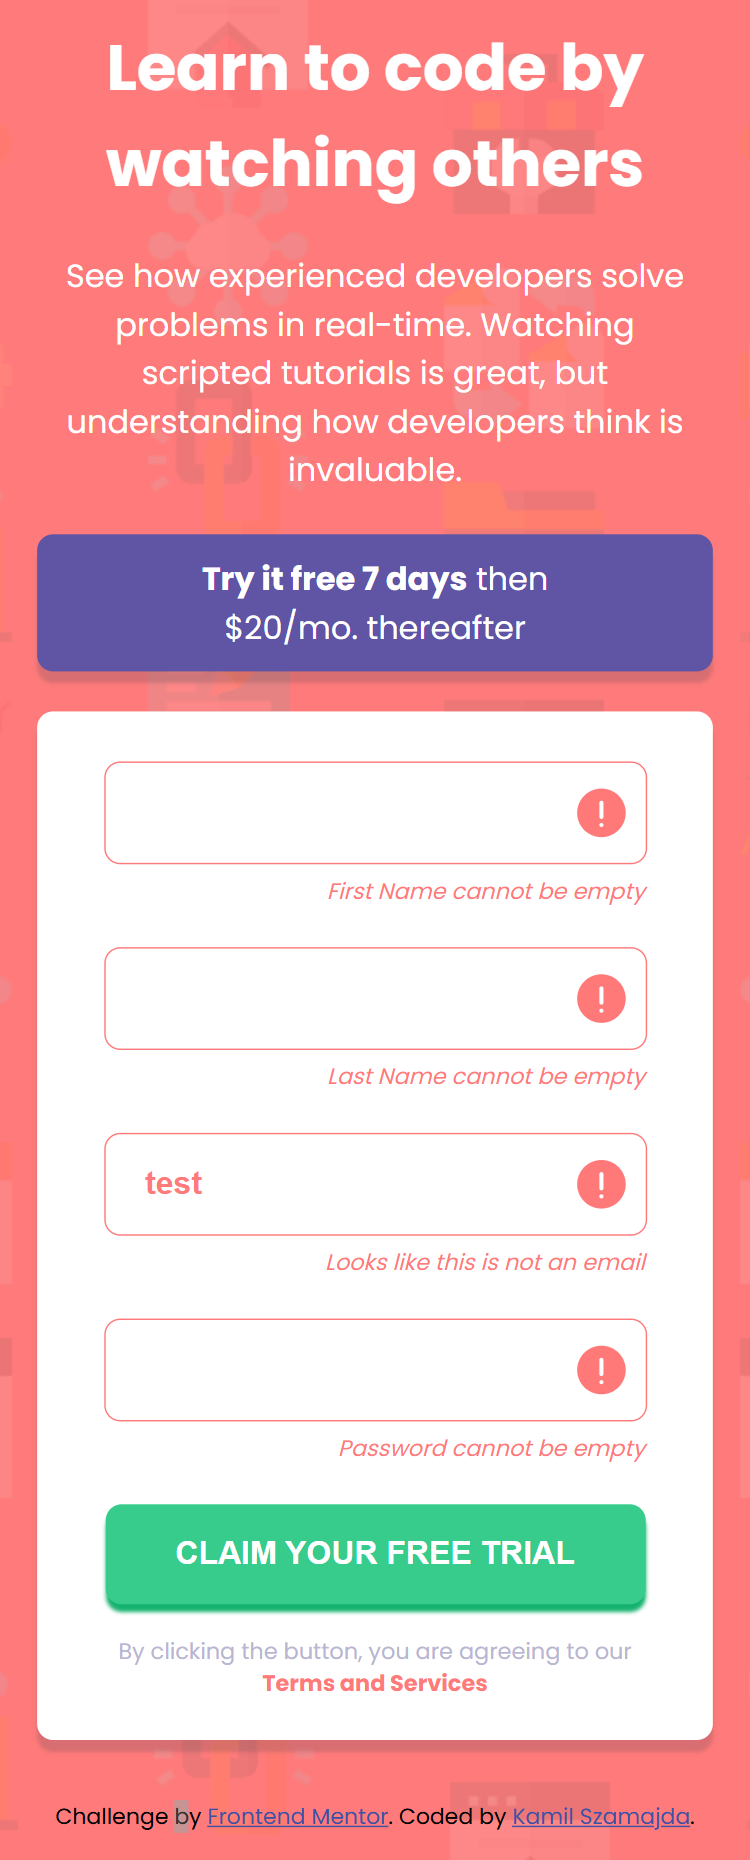 Learn to code by
watching others
See how experienced developers solve
problems in real-time. Watching
scripted tutorials is great, but
understanding how developers think is
invaluable.
Try it free 7 days then
$20/mo. thereafter
First Name cannot be empty
Last Name cannot be empty
test
Looks like this is not an email
Password cannot be empty
CLAIM YOUR FREE TRIAL
By clicking the button, you are agreeing to our
Terms and Services
Challenge by Frontend Mentor. Coded by Kamil Szamajda.